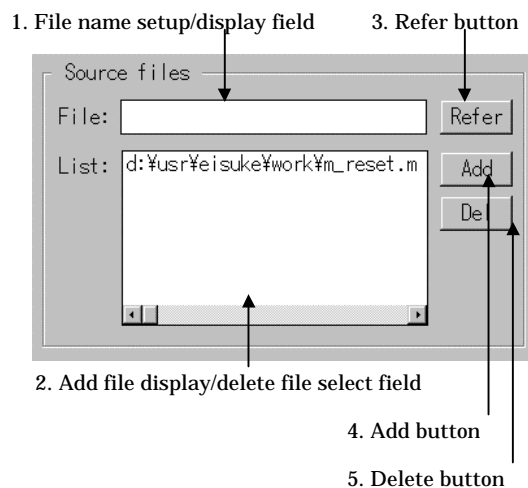 1. File name setup/display field
3. Refer button
Source files
File:
Refer
List:
d:¥usr¥eisuke¥work¥m_reset.m
Add
Del
2. Add file display/delete file select field
4. Add button
5. Delete button